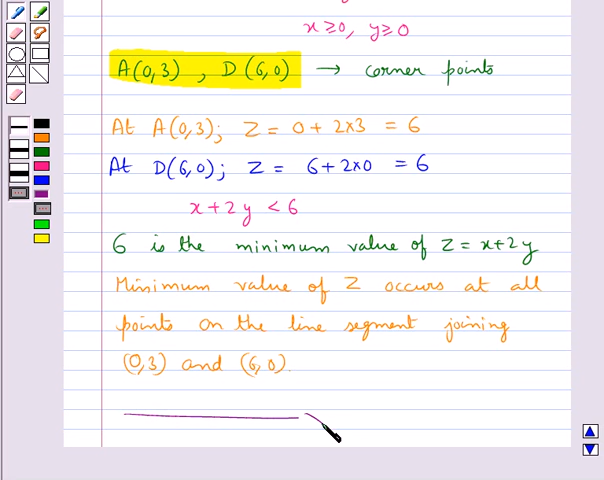 x≥0, y≥0
A(0,3) , D(6,0) → corner points
At A(0,3); Z = 0+2×3 = 6
At D(6,0); Z = 6+2×0 = 6
x+2y <6
6 is the minimum value of Z=x+2y
Minimum value of Z occurs at all
points on the line segment joining
(0,3) and (6,0).